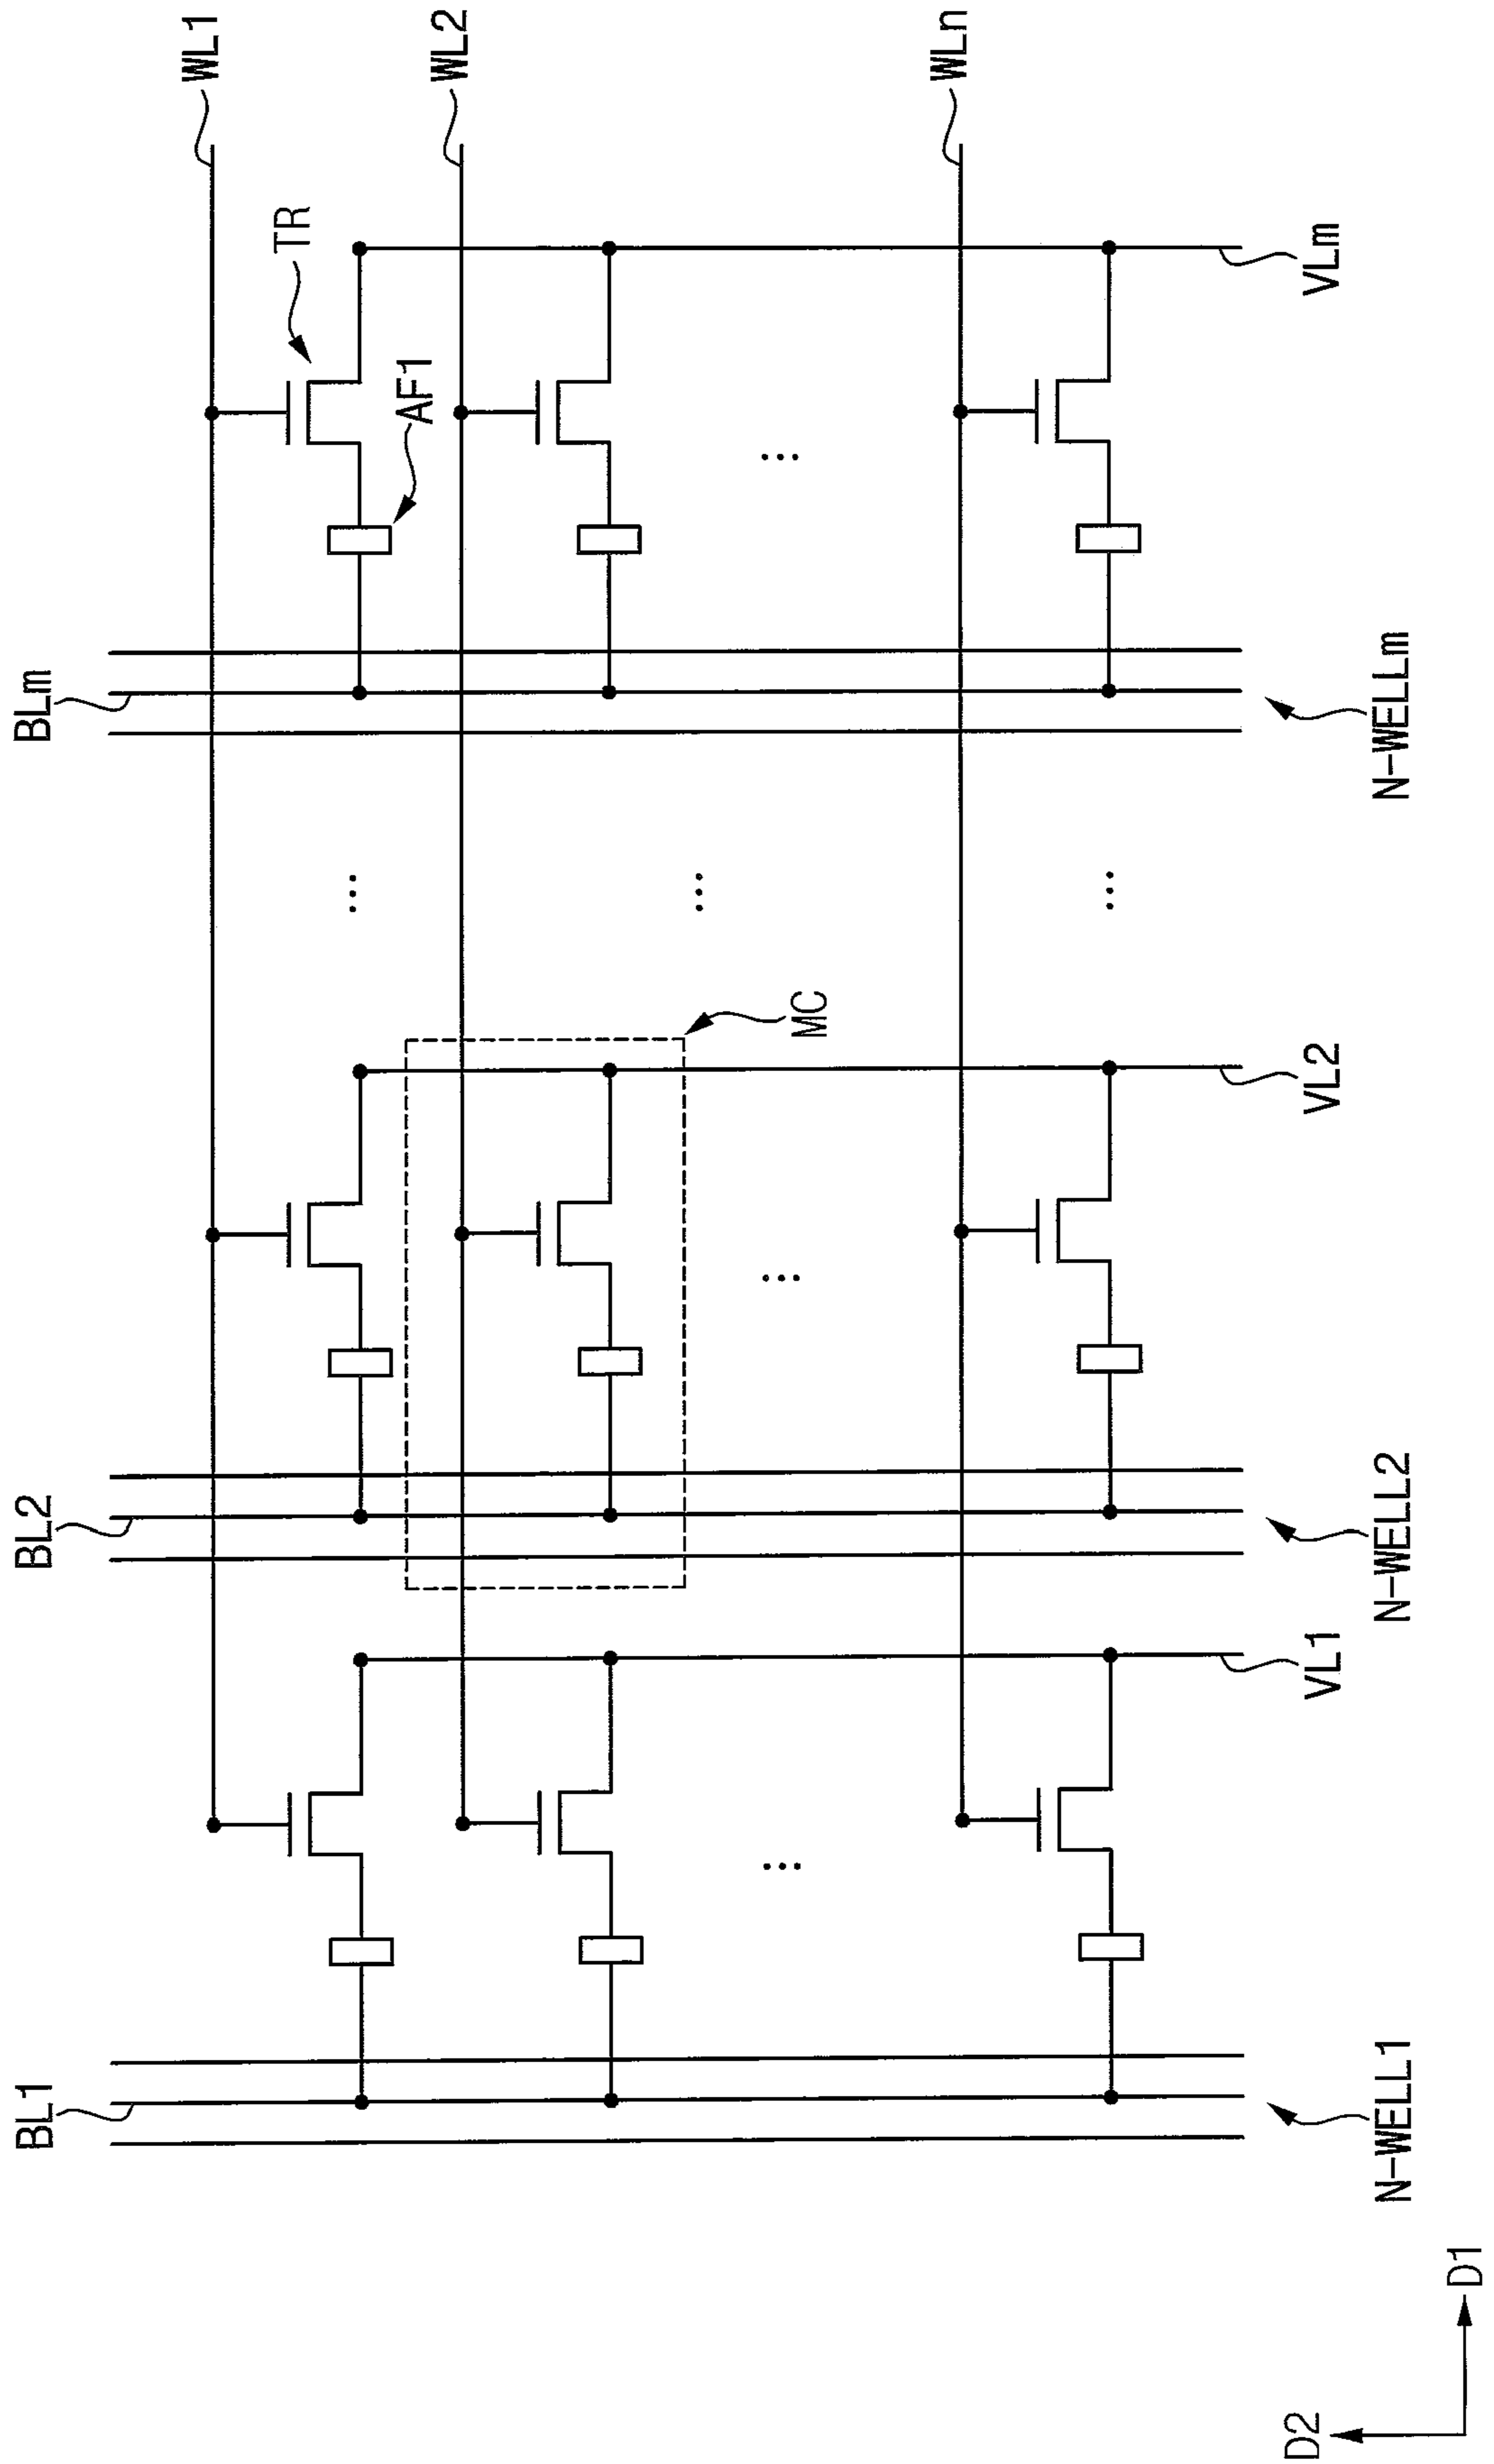 BL1
BL2
BLm
WL1
TR
AF1
WL2
MC
WLn
D2
VL1
VL2
VLm
N-WELL1
N-WELL2
N-WELLm
D1